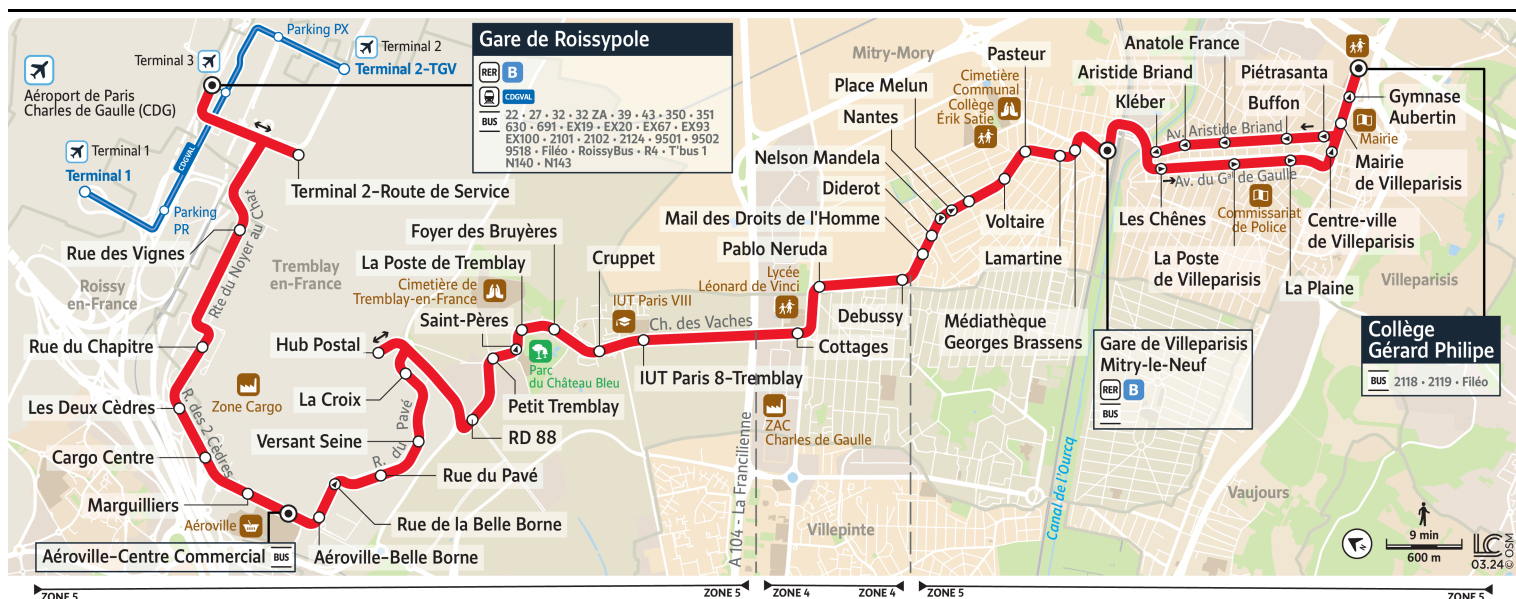 Parking PX
Terminal 2
Terminal 2–TGV
Terminal 3
Aéroport de Paris
Charles de Gaulle (CDG)
CDGVAL
Terminal 1
Terminal 1
Parking
PR
Gare de Roissypole
RER B
CDGVAL
BUS
22 • 27 • 32 • 32 ZA • 39 • 43 • 350 • 351
630 • 691 • EX19 • EX20 • EX67 • EX93
EX100 • 2101 • 2102 • 2124 • 9501 • 9502
9518 • Filéo • RoissyBus • R4 • T'bus 1
N140 • N143
Terminal 2–Route de Service
Rue des Vignes
Rte du Noyer au Chat
Roissy
en-France
Tremblay
en-France
Rue du Chapitre
Les Deux Cèdres
R. des 2 Cèdres
Zone Cargo
Cargo Centre
Marguilliers
Aéroville
Aéroville–Centre Commercial
BUS
Aéroville–Belle Borne
Rue de la Belle Borne
Rue du Pavé
R. du Pavé
Versant Seine
La Croix
Hub Postal
RD 88
Petit Tremblay
Saint-Pères
Parc
du Château Bleu
Cimetière de
Tremblay-en-France
La Poste de Tremblay
Foyer des Bruyères
Cruppet
IUT Paris VIII
Ch. des Vaches
IUT Paris 8–Tremblay
Cottages
Lycée
Léonard de Vinci
Pablo Neruda
Debussy
Mail des Droits de l'Homme
Diderot
Nelson Mandela
Nantes
Place Melun
Mitry-Mory
Cimetière
Communal
Collège
Érik Satie
Pasteur
Voltaire
Lamartine
Médiathèque
Georges Brassens
Gare de Villeparisis
Mitry-le-Neuf
RER B
BUS
Anatole France
Aristide Briand
Kléber
Piétrasanta
Buffon
Av. Aristide Briand
Av. du Gal de Gaulle
Les Chênes
La Poste
de Villeparisis
Commissariat
de Police
La Plaine
Centre-ville
de Villeparisis
Mairie
Mairie
de Villeparisis
Gymnase
Aubertin
Villeparisis
Collège
Gérard Philipe
BUS
2118 • 2119 • Filéo
ZAC
Charles de Gaulle
A 104 - La Francilienne
Villepinte
Canal de l'Ourcq
Vaujours
9 min
600 m
LC
03.24 © OSM
ZONE 5
ZONE 5
ZONE 4
ZONE 4
ZONE 5
ZONE 5